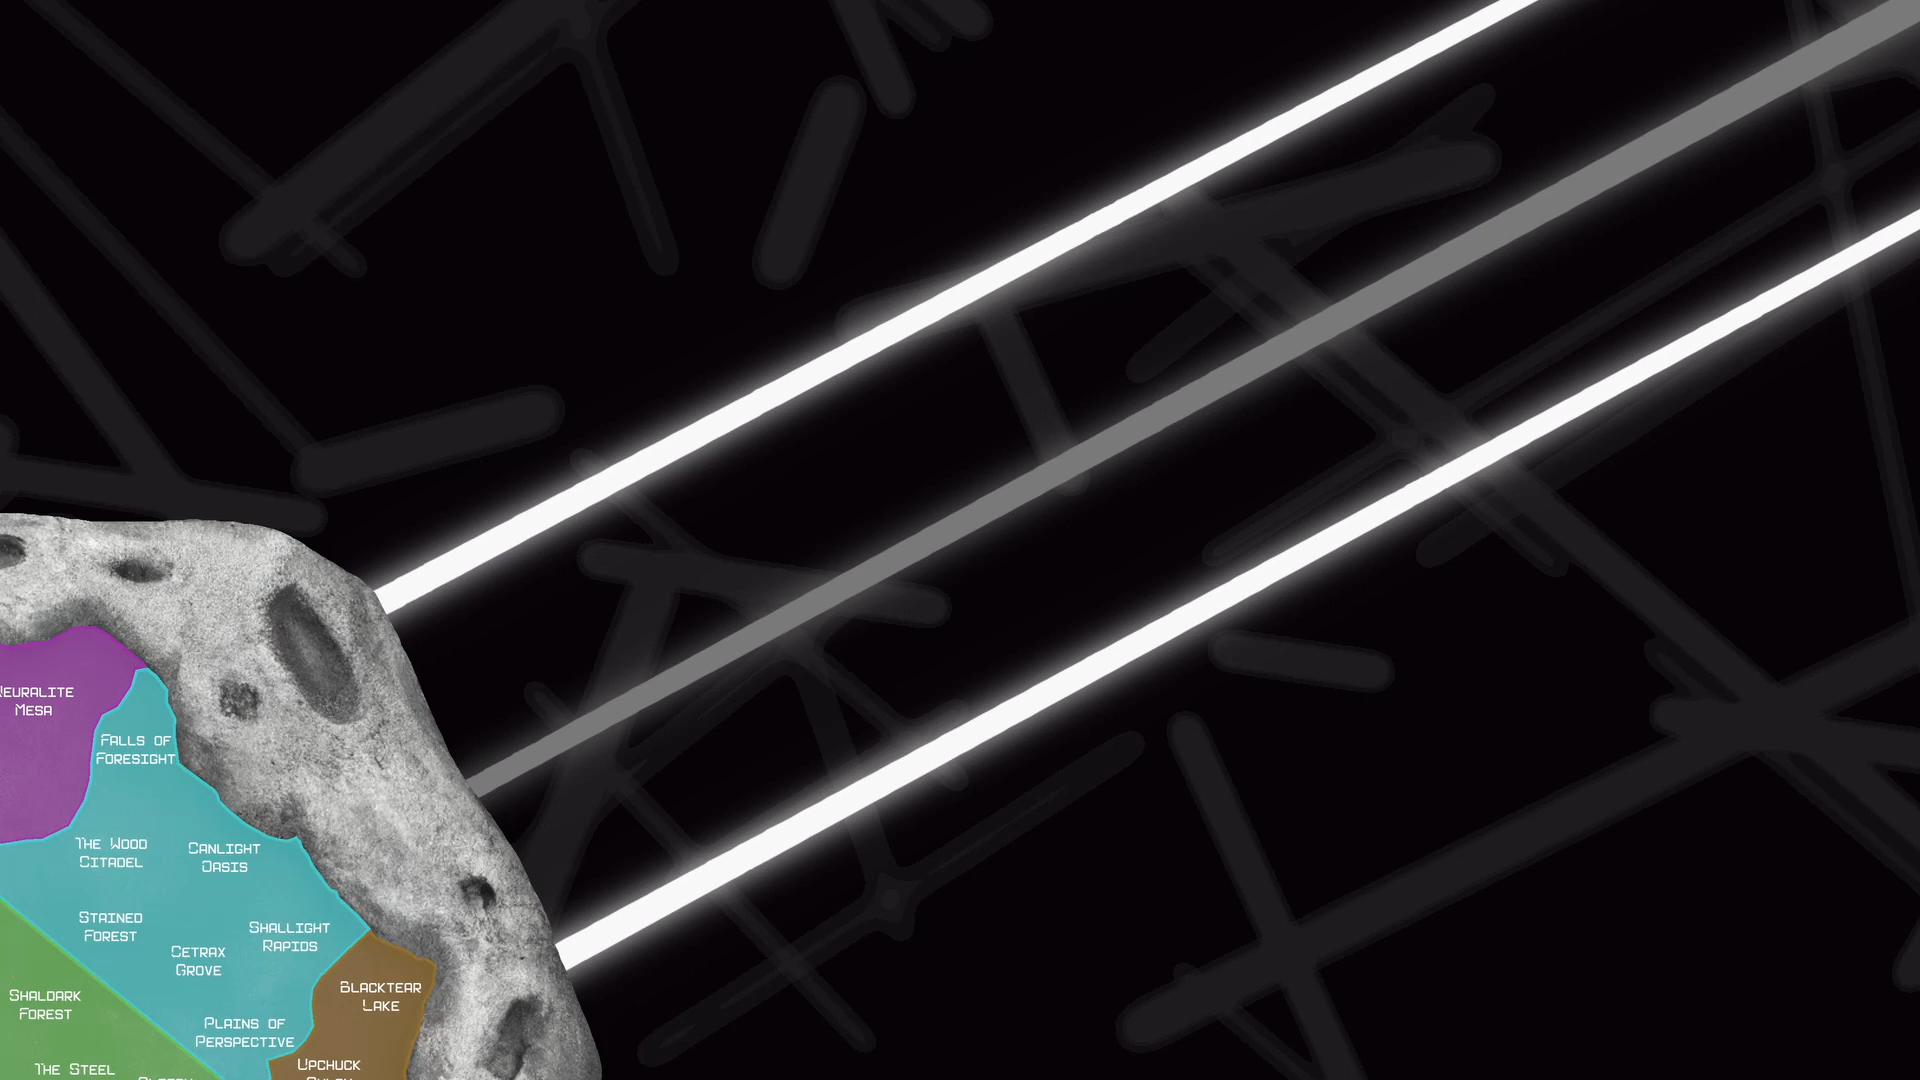 MESA
FALLS OF
FORESIGHT
THE WOOD
CITADEL
CANLIGHT
OASIS
STAINED
FOREST
SHALLIGHT
RAPIDS
CETRAX
GROVE
BLACKTEAR
LAKE
SHALDARK
FOREST
PLAINS OF
PERSPECTIVE
THE STEEL
UPCHUCK